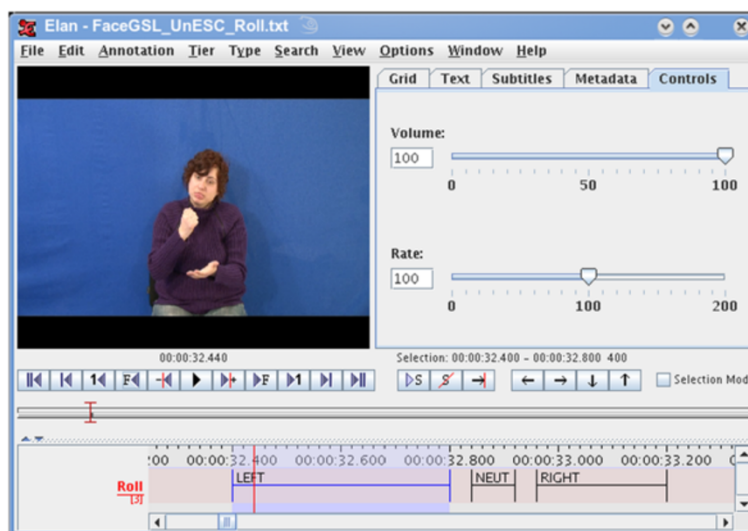 Elan - FaceGSL_UnESC_Roll.txt
File Edit Annotation Tier Type Search View Options Window Help
Grid Text Subtitles Metadata Controls
Volume:
100
0 50 100
Rate:
100
0 100 200
00:00:32.440
Selection: 00:00:32.400 - 00:00:32.800 400
1 F F 1 S S Selection Mod
:00 00:00:32.400 00:00:32.600 00:00:32.800 00:00:33.000 00:00:33.200
LEFT NEUT RIGHT
Roll
[3]